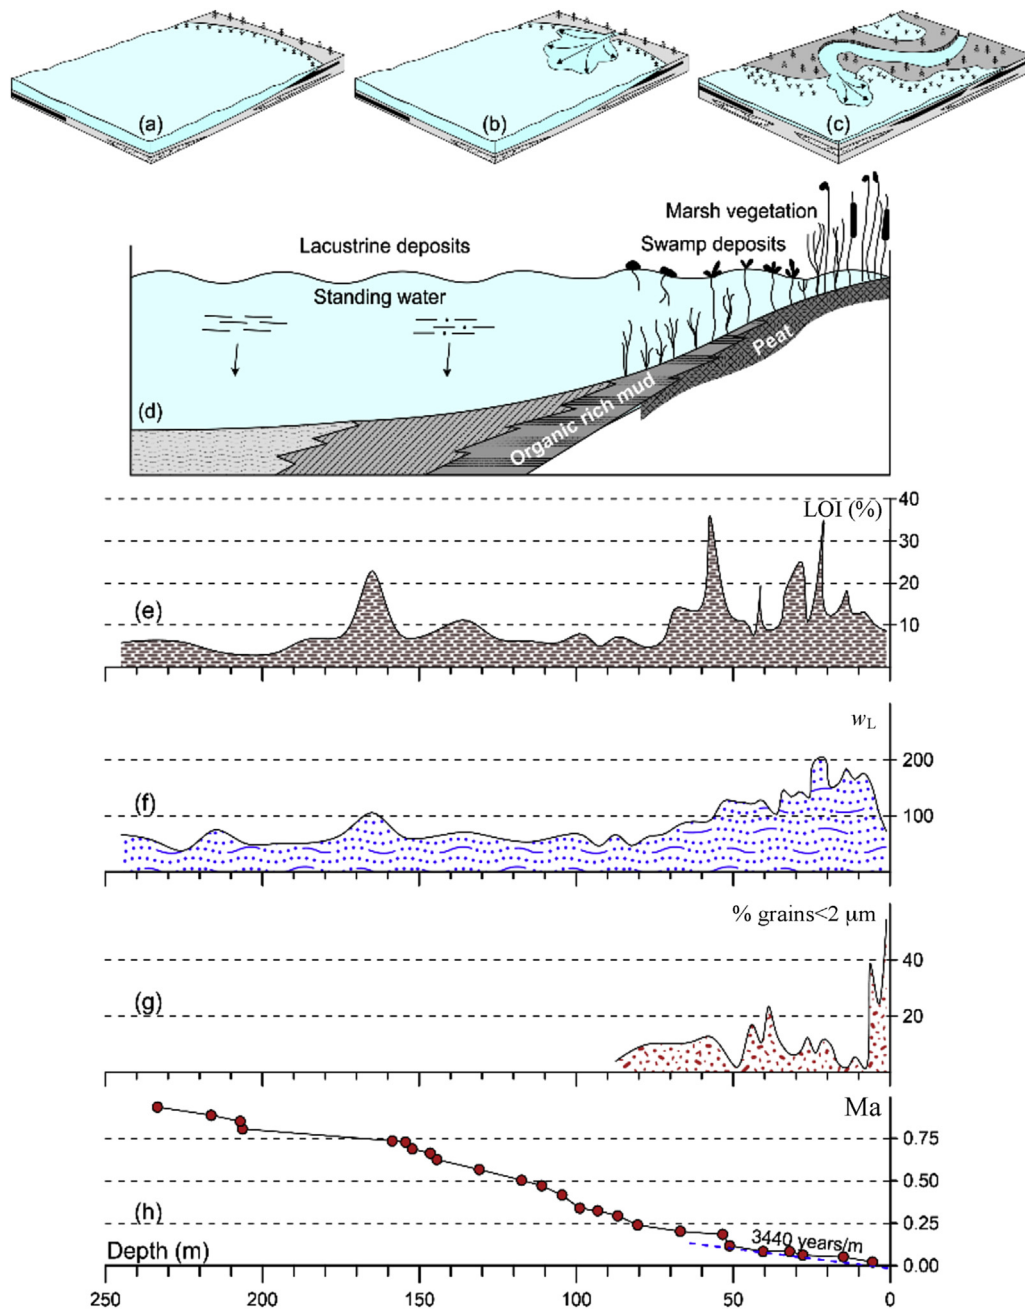 (a)
(b)
(c)
Marsh vegetation
Lacustrine deposits
Swamp deposits
Standing water
(d)
Peat
Organic rich mud
LOI (%)
40
30
20
10
(e)
w_L
200
100
(f)
% grains<2 µm
40
20
(g)
Ma
0.75
0.50
0.25
0.00
(h)
3440 years/m
Depth (m)
250
200
150
100
50
0